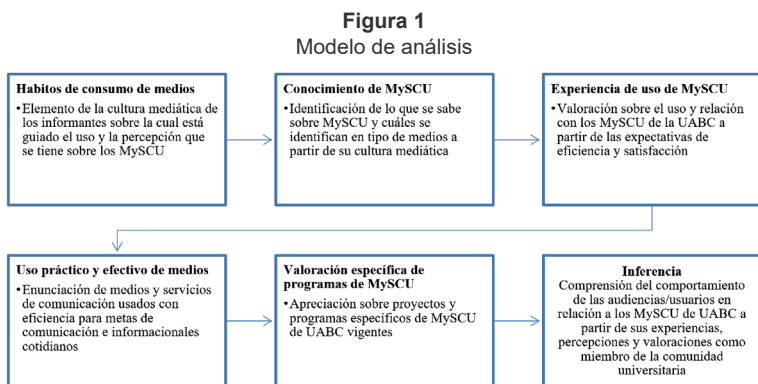 Figura 1
Modelo de análisis
Habitos de consumo de medios
•Elemento de la cultura mediática de
los informantes sobre la cual está
guiado el uso y la percepción que
se tiene sobre los MySCU
Conocimiento de MySCU
•Identificación de lo que se sabe
sobre MySCU y cuáles se
identifican en tipo de medios a
partir de su cultura mediática
Experiencia de uso de MySCU
•Valoración sobre el uso y relación
con los MySCU de la UABC a
partir de las expectativas de
eficiencia y satisfacción
Uso práctico y efectivo de medios
•Enunciación de medios y servicios
de comunicación usados con
eficiencia para metas de
comunicación e informacionales
cotidianos
Valoración específica de
programas de MySCU
•Apreciación sobre proyectos y
programas específicos de MySCU
de UABC vigentes
Inferencia
Comprensión del comportamiento
de las audiencias/usuarios en
relación a los MySCU de UABC a
partir de sus experiencias,
percepciones y valoraciones como
miembro de la comunidad
universitaria